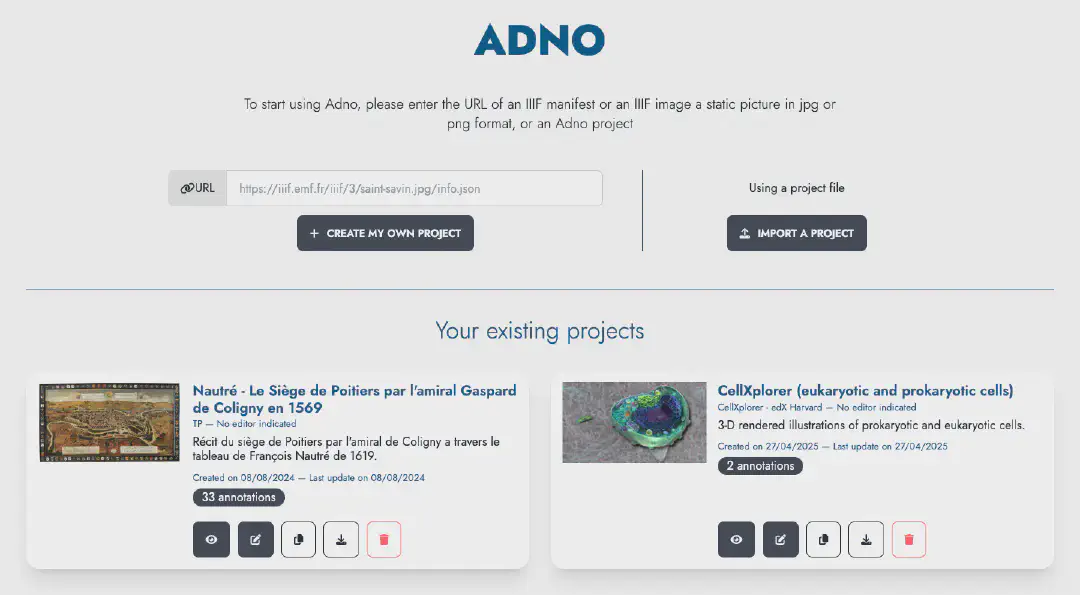 ADNO
To start using Adno, please enter the URL of an IIIF manifest or an IIIF image a static picture in jpg or
png format, or an Adno project
URL
https://iiif.emf.fr/iiif/3/saint-savin.jpg/info.json
+ CREATE MY OWN PROJECT
Using a project file
IMPORT A PROJECT
Your existing projects
Nautré - Le Siège de Poitiers par l'amiral Gaspard
de Coligny en 1569
TP — No editor indicated
Récit du siège de Poitiers par l'amiral de Coligny a travers le
tableau de François Nautré de 1619.
Created on 08/08/2024 — Last update on 08/08/2024
33 annotations
CellXplorer (eukaryotic and prokaryotic cells)
CellXplorer - edX Harvard — No editor indicated
3-D rendered illustrations of prokaryotic and eukaryotic cells.
Created on 27/04/2025 — Last update on 27/04/2025
2 annotations